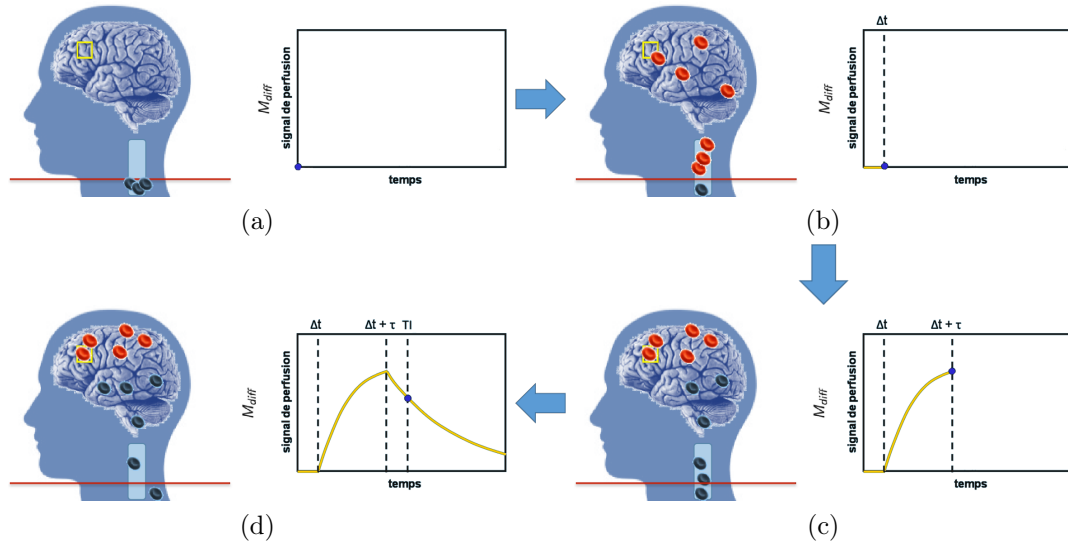 M_diff
signal de perfusion
temps
(a)
Δt
M_diff
signal de perfusion
temps
(b)
Δt
Δt + τ
TI
M_diff
signal de perfusion
temps
(d)
Δt
Δt + τ
M_diff
signal de perfusion
temps
(c)